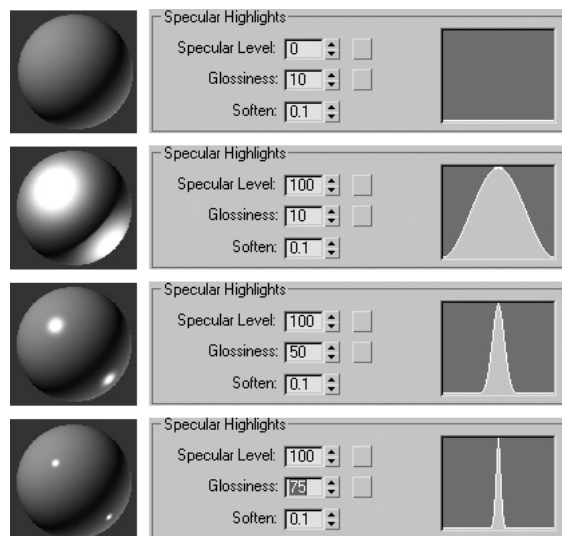 Specular Highlights
Specular Level: 0
Glossiness: 10
Soften: 0.1
Specular Highlights
Specular Level: 100
Glossiness: 10
Soften: 0.1
Specular Highlights
Specular Level: 100
Glossiness: 50
Soften: 0.1
Specular Highlights
Specular Level: 100
Glossiness: 75
Soften: 0.1